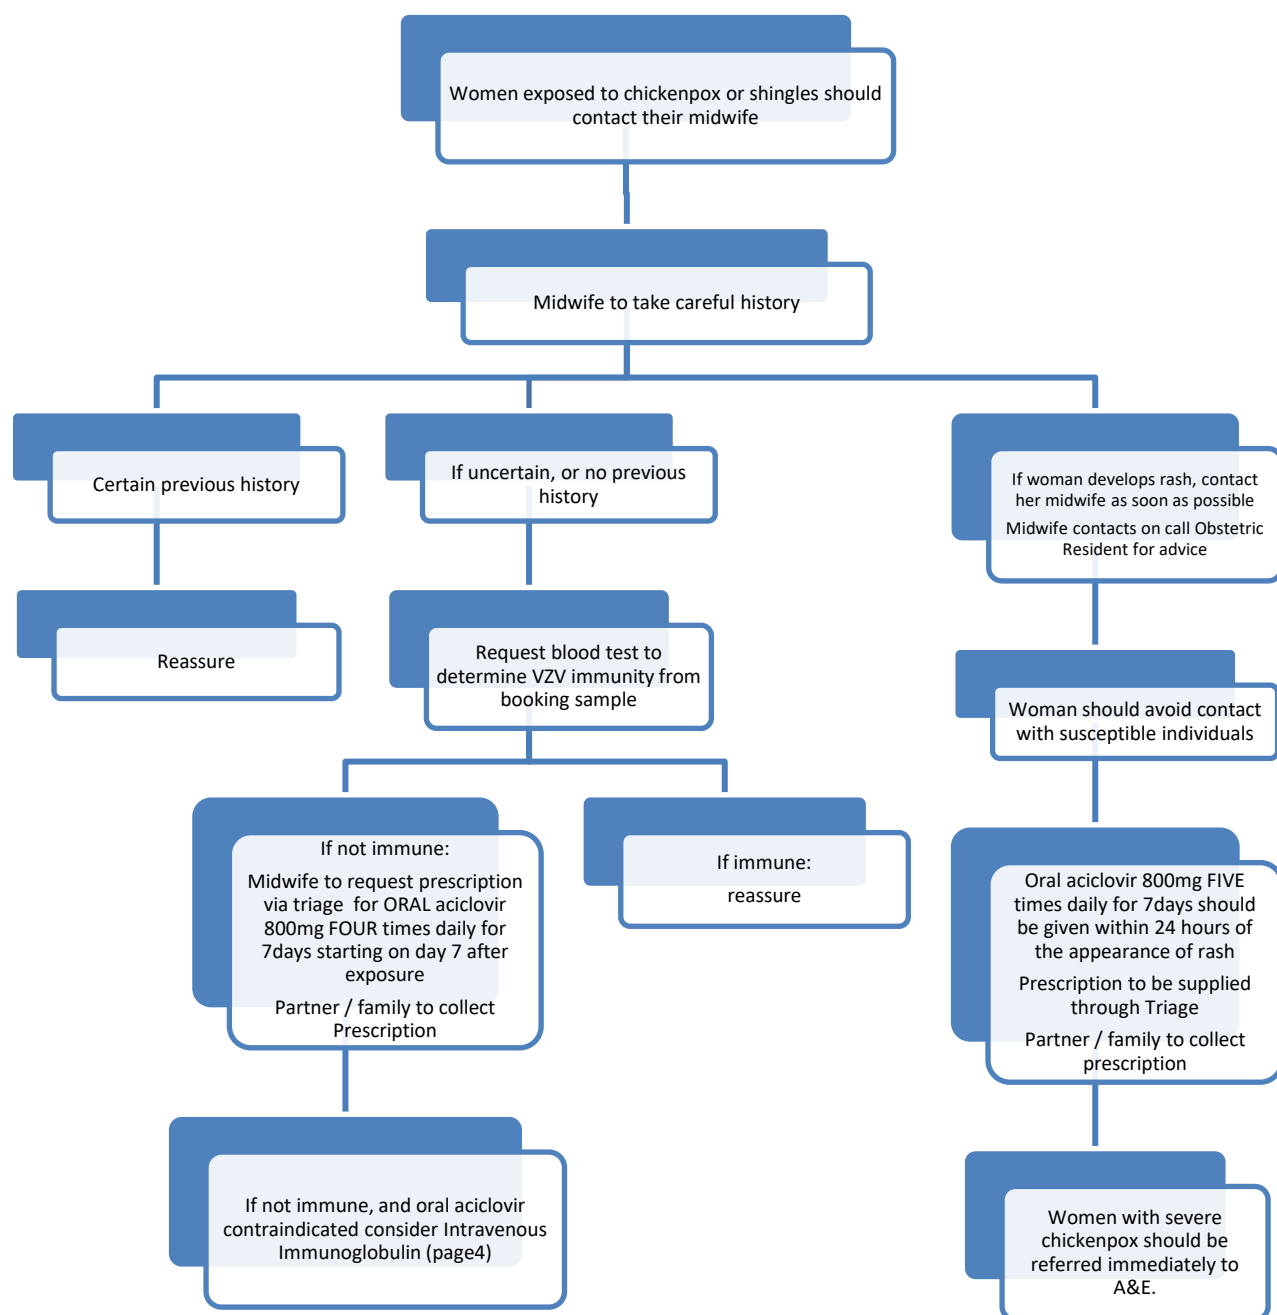 Women exposed to chickenpox or shingles should
contact their midwife
Midwife to take careful history
Certain previous history
Reassure
If uncertain, or no previous
history
Request blood test to
determine VZV immunity from
booking sample
If not immune:
Midwife to request prescription
via triage for ORAL aciclovir
800mg FOUR times daily for
7days starting on day 7 after
exposure
Partner / family to collect
Prescription
If not immune, and oral aciclovir
contraindicated consider Intravenous
Immunoglobulin (page4)
If immune:
reassure
If woman develops rash, contact
her midwife as soon as possible
Midwife contacts on call Obstetric
Resident for advice
Woman should avoid contact
with susceptible individuals
Oral aciclovir 800mg FIVE
times daily for 7days should
be given within 24 hours of
the appearance of rash
Prescription to be supplied
through Triage
Partner / family to collect
prescription
Women with severe
chickenpox should be
referred immediately to
A&E.